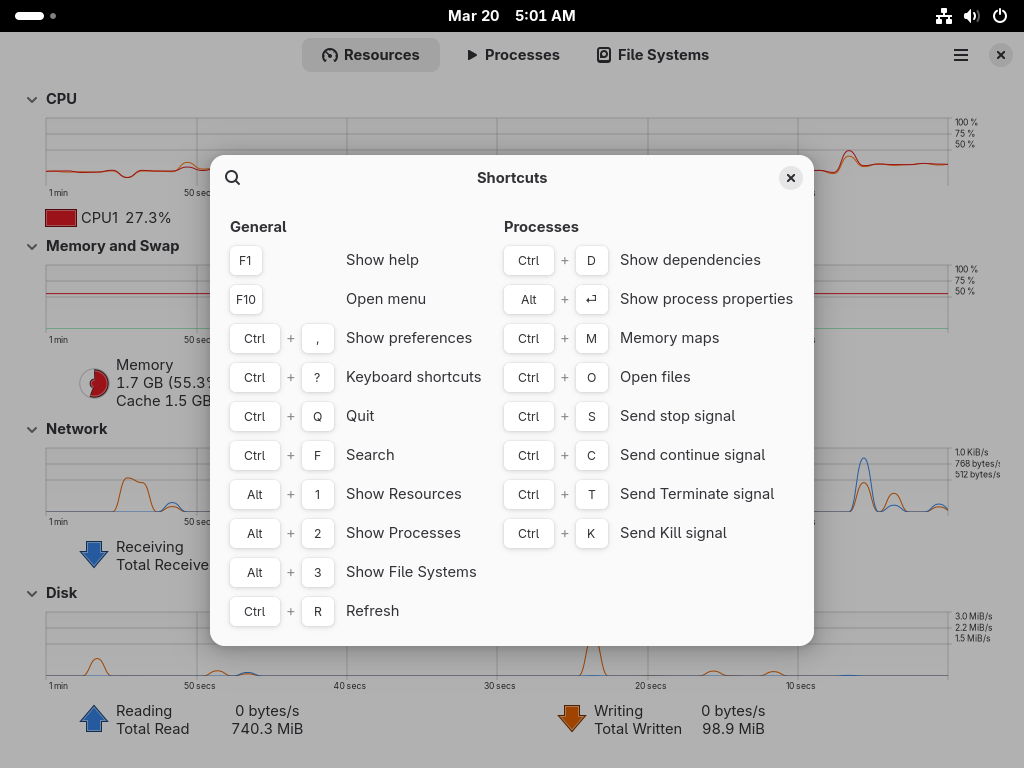 Mar 20 5:01 AM
Resources Processes File Systems
CPU
100 %
75 %
50 %
1 min 50 secs
CPU1 27.3%
Memory and Swap
100 %
75 %
50 %
1 min
Memory
1.7 GB (55.3%
Cache 1.5 GB
Network
1.0 KiB/s
768 bytes/s
512 bytes/s
1 min
Receiving
Total Receive
Disk
3.0 MiB/s
2.2 MiB/s
1.5 MiB/s
1 min 50 secs 40 secs 30 secs 20 secs 10 secs
Reading 0 bytes/s
Total Read 740.3 MiB
Writing 0 bytes/s
Total Written 98.9 MiB
Shortcuts
General
F1 Show help
F10 Open menu
Ctrl + , Show preferences
Ctrl + ? Keyboard shortcuts
Ctrl + Q Quit
Ctrl + F Search
Alt + 1 Show Resources
Alt + 2 Show Processes
Alt + 3 Show File Systems
Ctrl + R Refresh
Processes
Ctrl + D Show dependencies
Alt + ⏎ Show process properties
Ctrl + M Memory maps
Ctrl + O Open files
Ctrl + S Send stop signal
Ctrl + C Send continue signal
Ctrl + T Send Terminate signal
Ctrl + K Send Kill signal